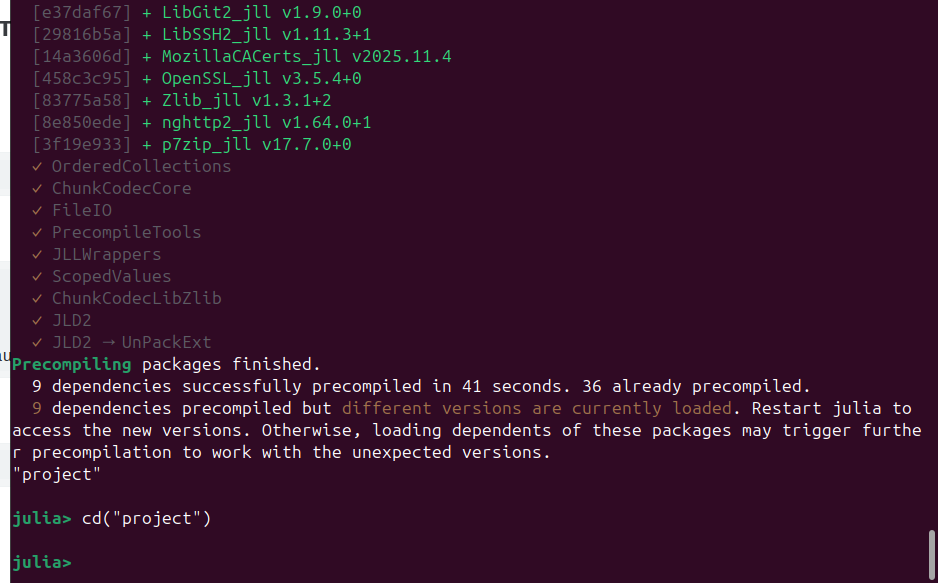 [e37daf67] + LibGit2_jll v1.9.0+0
[29816b5a] + LibSSH2_jll v1.11.3+1
[14a3606d] + MozillaCACerts_jll v2025.11.4
[458c3c95] + OpenSSL_jll v3.5.4+0
[83775a58] + Zlib_jll v1.3.1+2
[8e850ede] + nghttp2_jll v1.64.0+1
[3f19e933] + p7zip_jll v17.7.0+0
✓ OrderedCollections
✓ ChunkCodecCore
✓ FileIO
✓ PrecompileTools
✓ JLLWrappers
✓ ScopedValues
✓ ChunkCodecLibZlib
✓ JLD2
✓ JLD2 → UnPackExt
Precompiling packages finished.
9 dependencies successfully precompiled in 41 seconds. 36 already precompiled.
9 dependencies precompiled but different versions are currently loaded. Restart julia to
access the new versions. Otherwise, loading dependents of these packages may trigger furthe
r precompilation to work with the unexpected versions.
"project"
julia> cd("project")
julia>